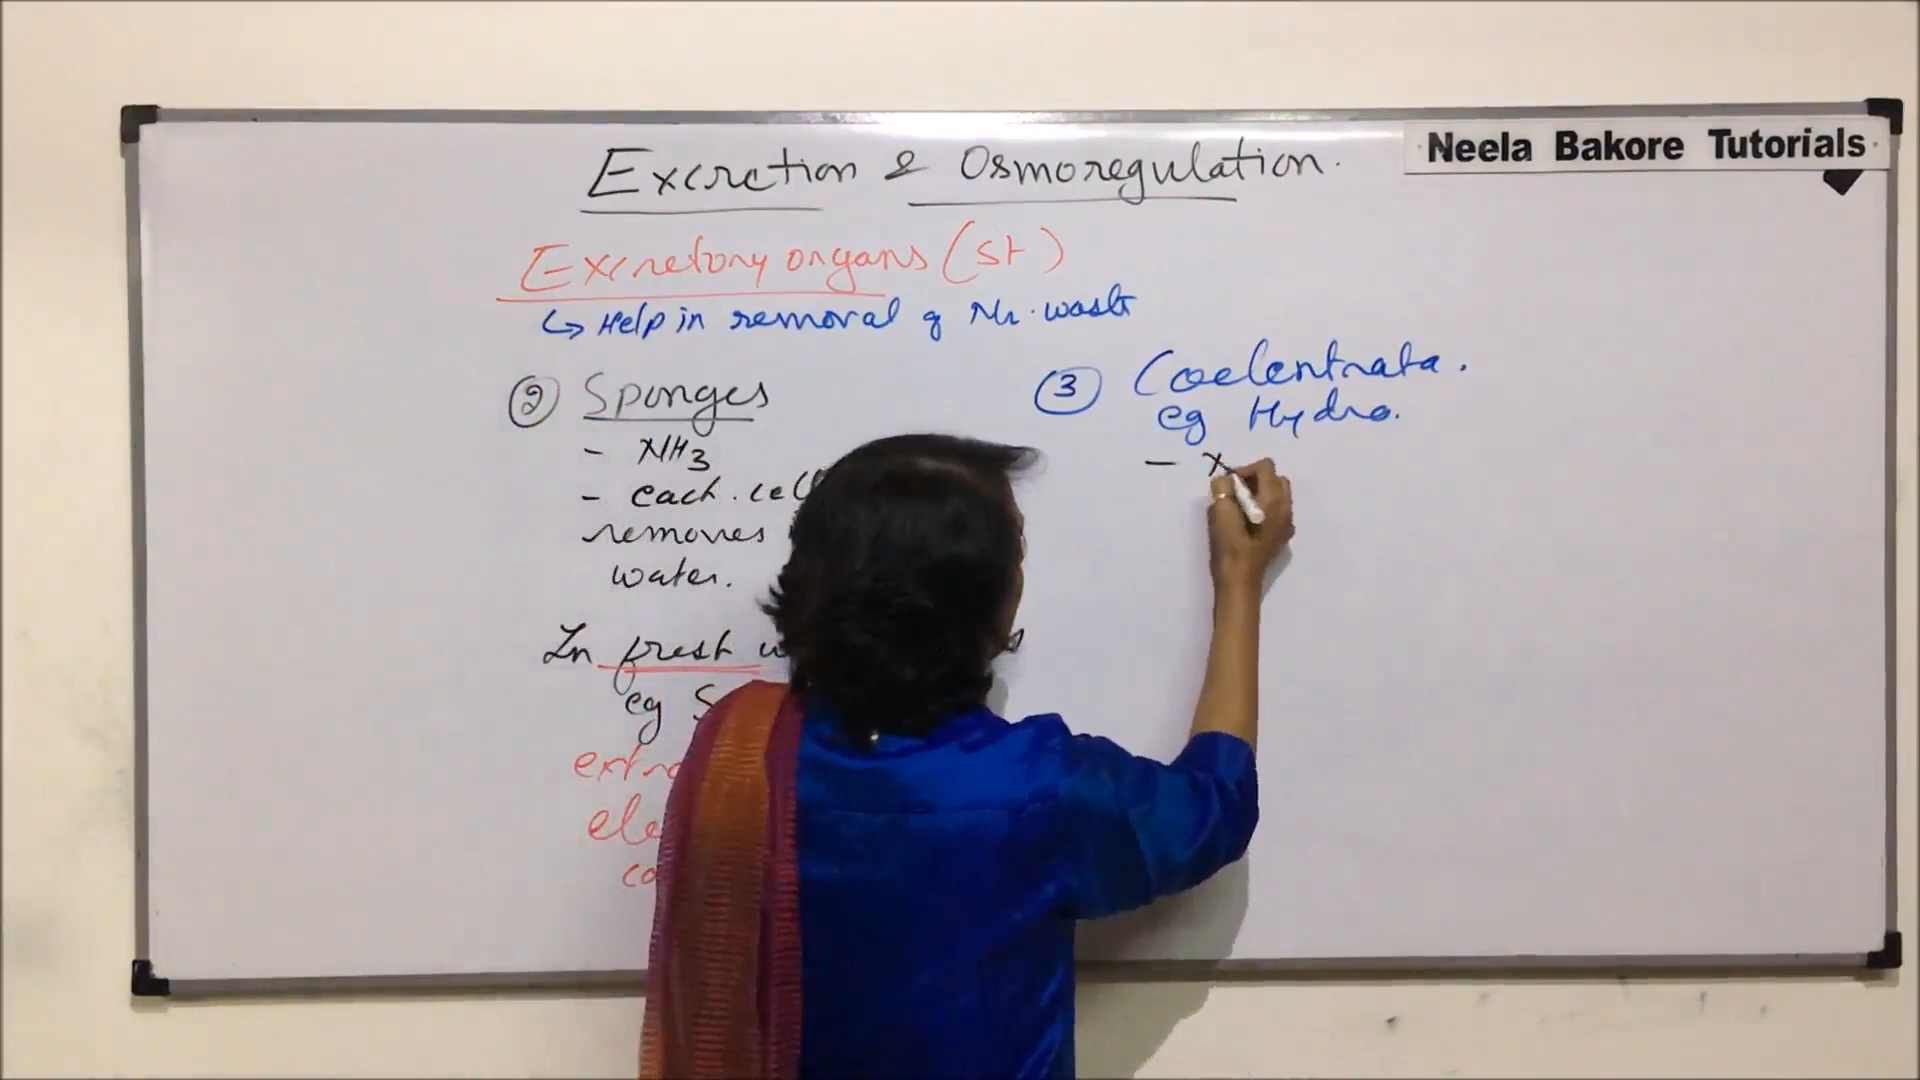 Neela Bakore Tutorials
Excretion & Osmoregulation.
Excretory organs (st)
↳ Help in removal of Ni. waste
② Sponges
- NH3
- each. cell
removes
water.
In fresh
eg
③ Coelentrata.
eg Hydra.
-